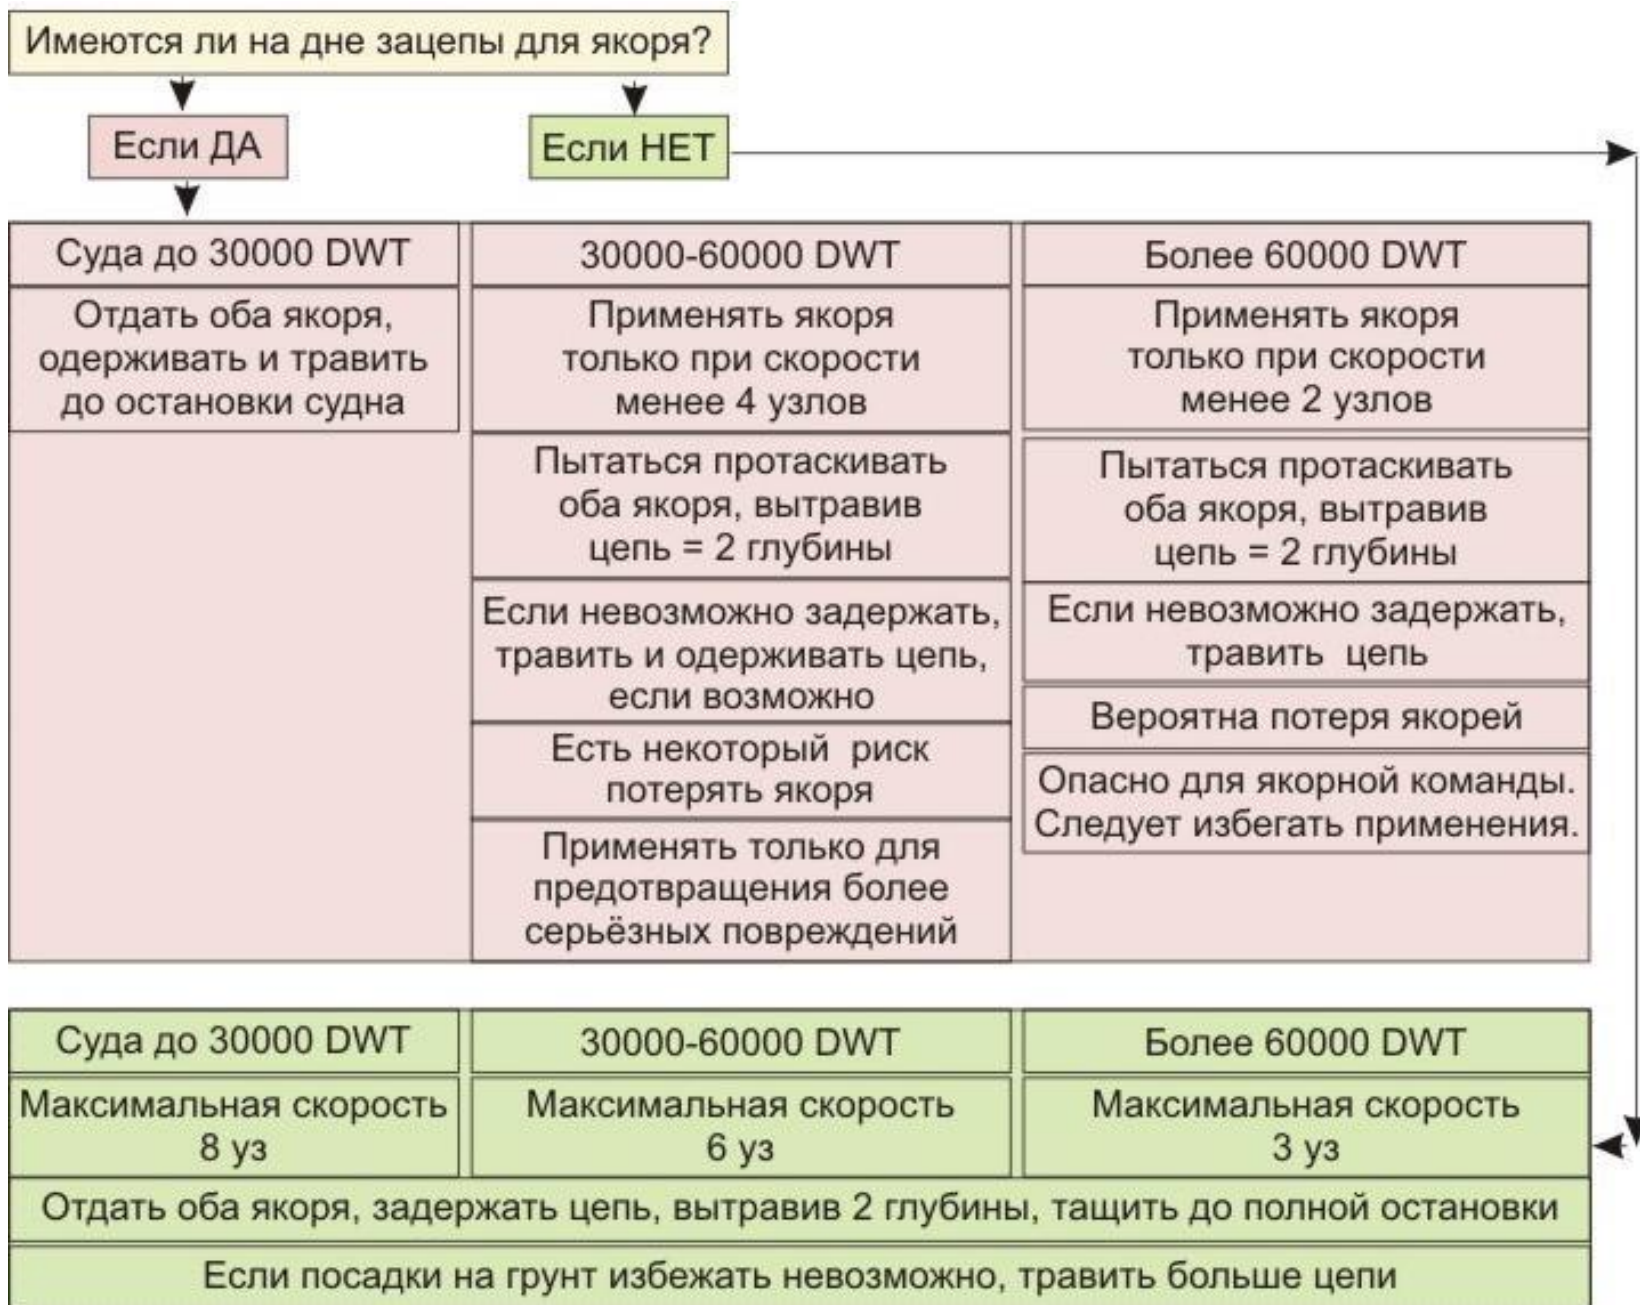 Имеются ли на дне зацепы для якоря?
Если ДА
Если НЕТ
Суда до 30000 DWT
Отдать оба якоря,
одерживать и травить
до остановки судна
30000-60000 DWT
Применять якоря
только при скорости
менее 4 узлов
Пытаться протаскивать
оба якоря, вытравив
цепь = 2 глубины
Если невозможно задержать,
травить и одерживать цепь,
если возможно
Есть некоторый риск
потерять якоря
Применять только для
предотвращения более
серьёзных повреждений
Более 60000 DWT
Применять якоря
только при скорости
менее 2 узлов
Пытаться протаскивать
оба якоря, вытравив
цепь = 2 глубины
Если невозможно задержать,
травить цепь
Вероятна потеря якорей
Опасно для якорной команды.
Следует избегать применения.
Суда до 30000 DWT
Максимальная скорость
8 уз
30000-60000 DWT
Максимальная скорость
6 уз
Более 60000 DWT
Максимальная скорость
3 уз
Отдать оба якоря, задержать цепь, вытравив 2 глубины, тащить до полной остановки
Если посадки на грунт избежать невозможно, травить больше цепи